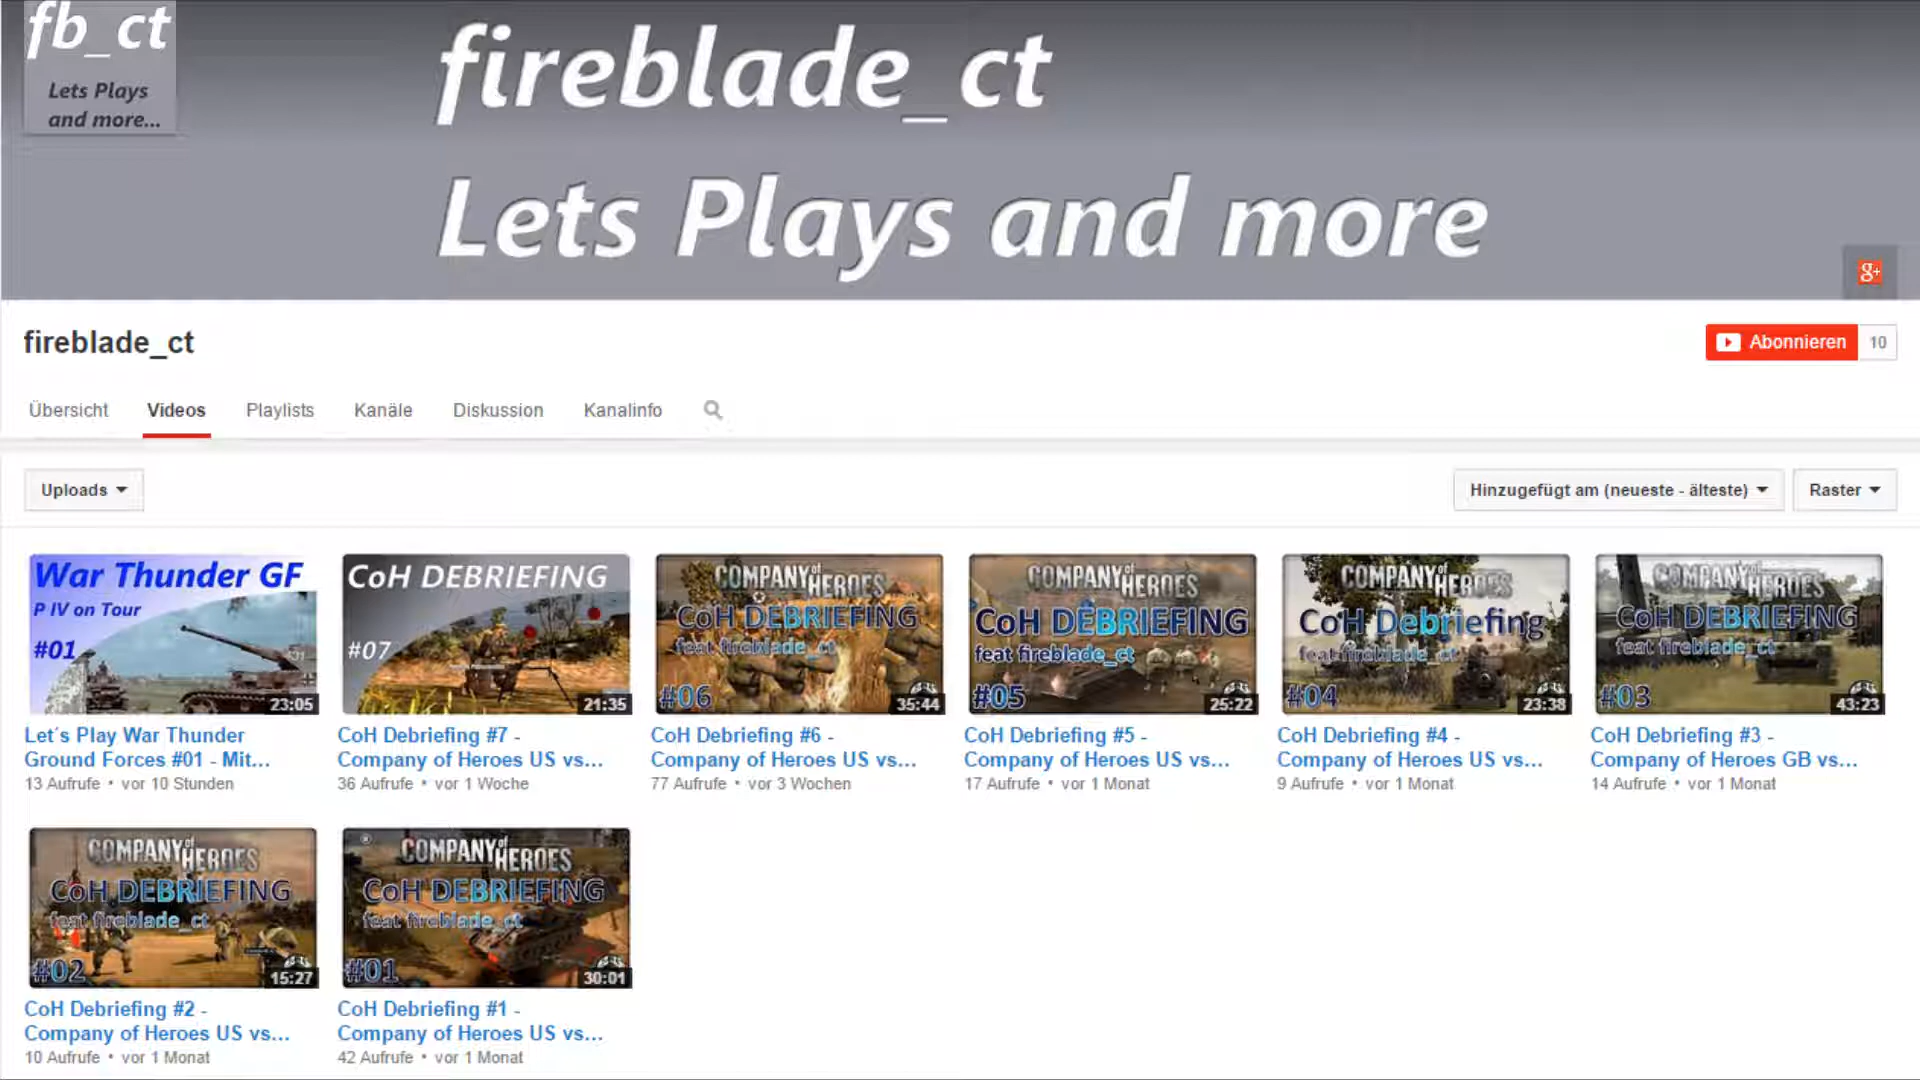 fb_ct
Lets Plays
and more...
fireblade_ct
Lets Plays and more
g+
fireblade_ct
Abonnieren 10
Übersicht Videos Playlists Kanäle Diskussion Kanalinfo
Uploads Hinzugefügt am (neueste - älteste) Raster
War Thunder GF
P IV on Tour
#01
23:05
Let´s Play War Thunder
Ground Forces #01 - Mit...
13 Aufrufe • vor 10 Stunden
CoH DEBRIEFING
#07
21:35
CoH Debriefing #7 -
Company of Heroes US vs...
36 Aufrufe • vor 1 Woche
COMPANY of HEROES
CoH DEBRIEFING
feat fireblade_ct
#06
35:44
CoH Debriefing #6 -
Company of Heroes US vs...
77 Aufrufe • vor 3 Wochen
COMPANY of HEROES
CoH DEBRIEFING
feat fireblade_ct
#05
25:22
CoH Debriefing #5 -
Company of Heroes US vs...
17 Aufrufe • vor 1 Monat
COMPANY of HEROES
CoH Debriefing
feat fireblade_ct
#04
23:38
CoH Debriefing #4 -
Company of Heroes US vs...
9 Aufrufe • vor 1 Monat
COMPANY of HEROES
CoH DEBRIEFING
feat fireblade_ct
#03
43:23
CoH Debriefing #3 -
Company of Heroes GB vs...
14 Aufrufe • vor 1 Monat
COMPANY of HEROES
CoH DEBRIEFING
feat fireblade_ct
#02
15:27
CoH Debriefing #2 -
Company of Heroes US vs...
10 Aufrufe • vor 1 Monat
COMPANY of HEROES
CoH DEBRIEFING
feat fireblade_ct
#01
30:01
CoH Debriefing #1 -
Company of Heroes US vs...
42 Aufrufe • vor 1 Monat